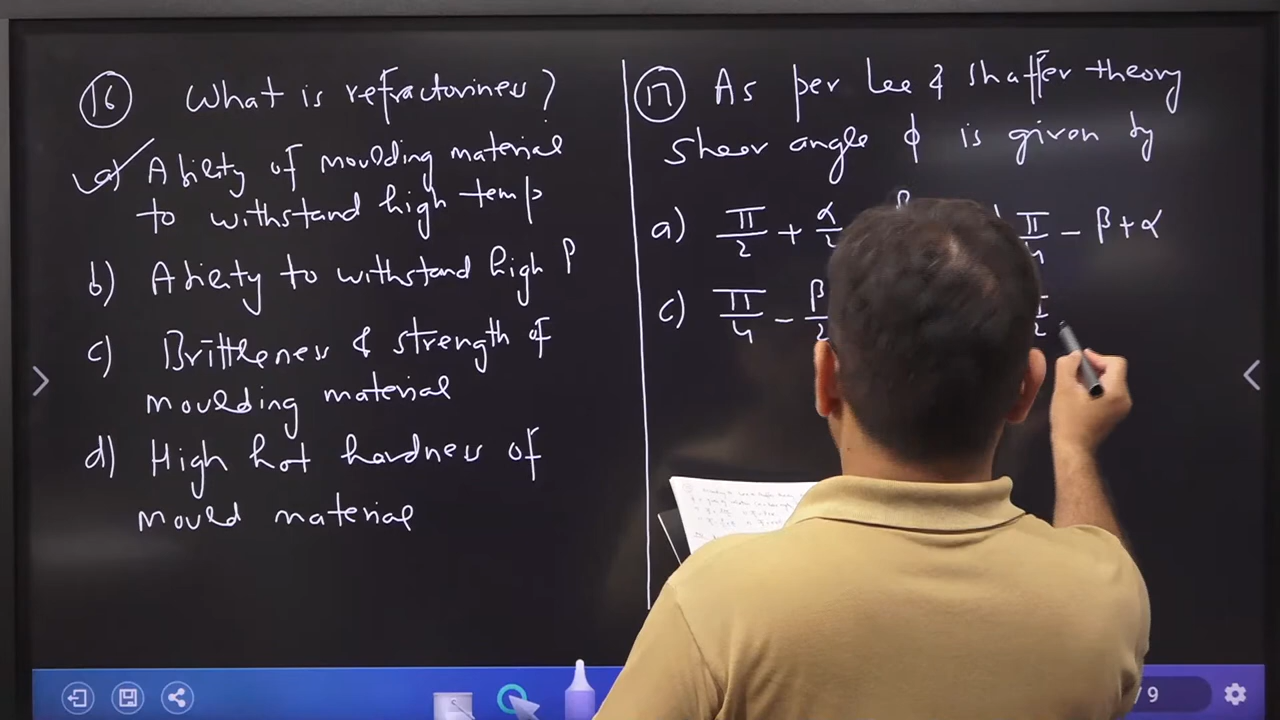 16 What is refractoriness?
a) Ability of moulding material
to withstand high temp
b) Ability to withstand high P
c) Brittleness & strength of
moulding material
d) High hot hardness of
mould material
17 As per Lee & shaffer theory
shear angle ϕ is given by
a) π/2 + α/2
π/4 - β + α
c) π/4 - β/2
/ 9